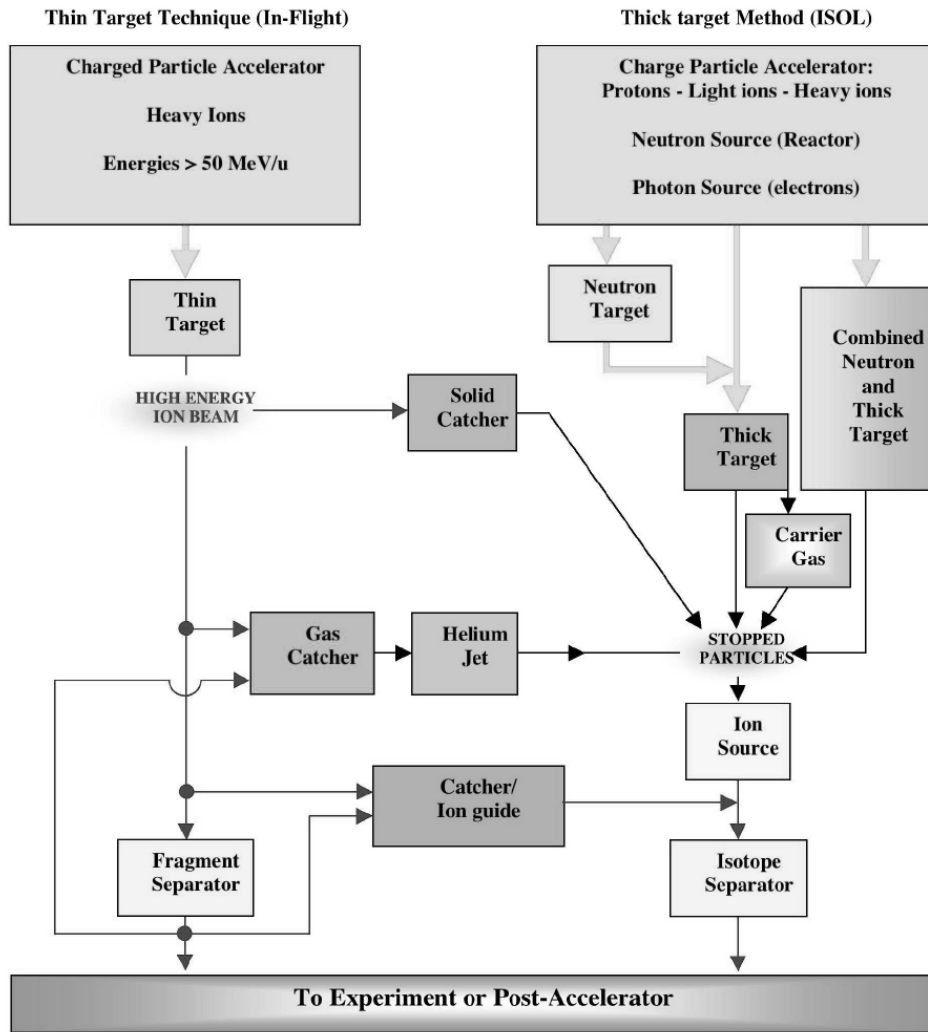 Thin Target Technique (In-Flight)
Thick target Method (ISOL)
Charged Particle Accelerator
Heavy Ions
Energies > 50 MeV/u
Charge Particle Accelerator:
Protons - Light ions - Heavy ions
Neutron Source (Reactor)
Photon Source (electrons)
Thin
Target
Neutron
Target
Combined
Neutron
and
Thick
Target
HIGH ENERGY
ION BEAM
Solid
Catcher
Thick
Target
Carrier
Gas
Gas
Catcher
Helium
Jet
STOPPED
PARTICLES
Ion
Source
Catcher/
Ion guide
Fragment
Separator
Isotope
Separator
To Experiment or Post-Accelerator